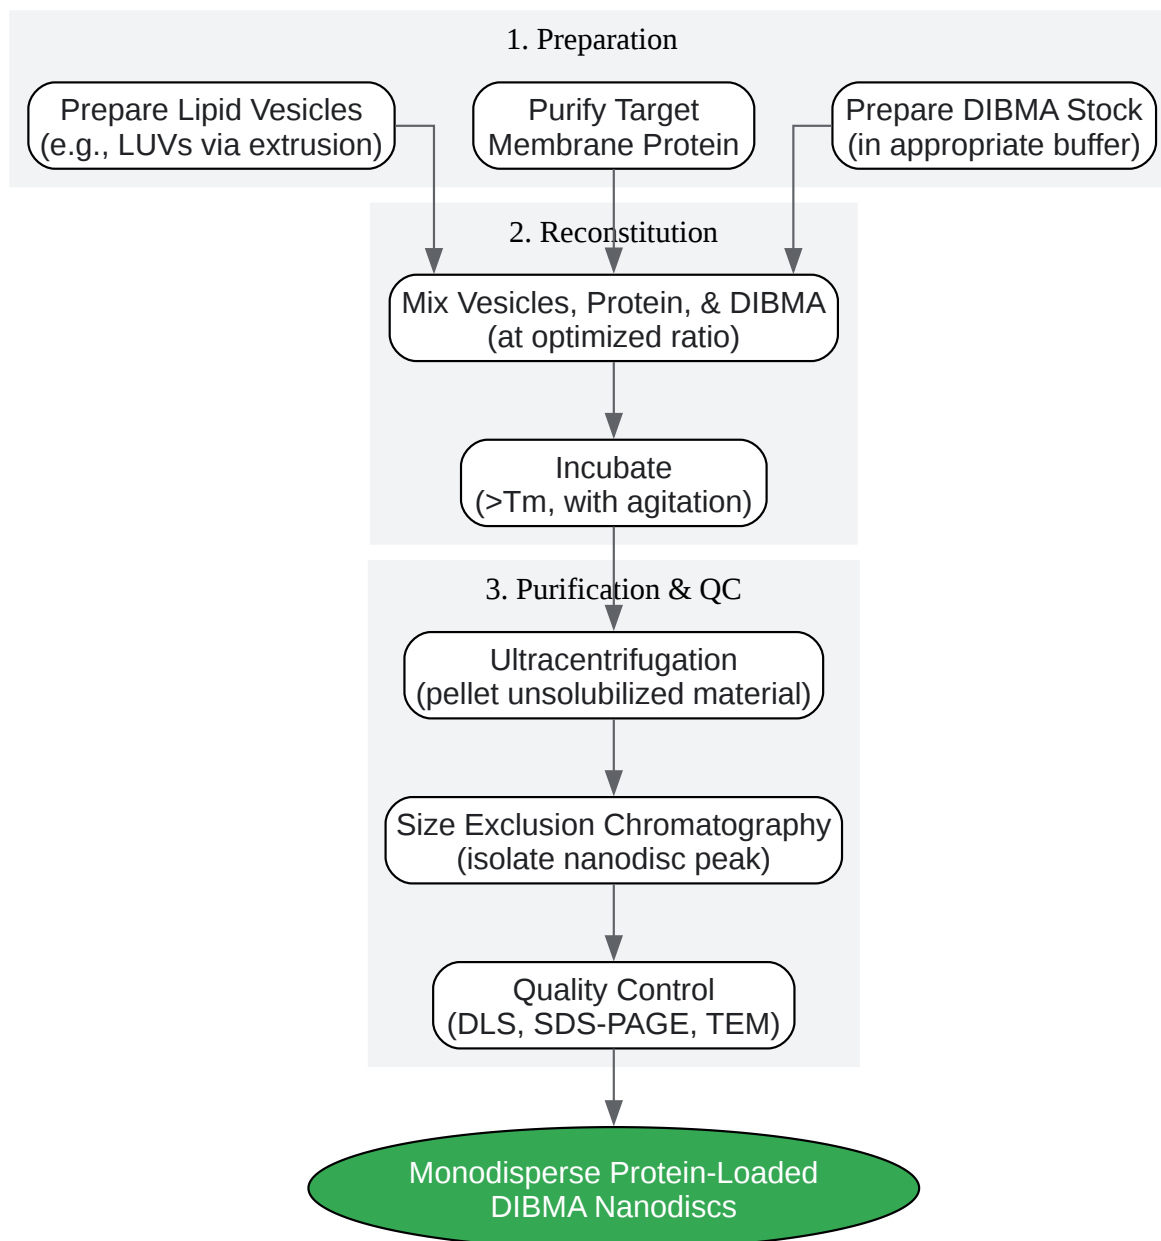 1. Preparation
Prepare Lipid Vesicles
(e.g., LUVs via extrusion)
Purify Target
Membrane Protein
Prepare DIBMA Stock
(in appropriate buffer)
2. Reconstitution
Mix Vesicles, Protein, & DIBMA
(at optimized ratio)
Incubate
(>Tm, with agitation)
3. Purification & QC
Ultracentrifugation
(pellet unsolubilized material)
Size Exclusion Chromatography
(isolate nanodisc peak)
Quality Control
(DLS, SDS-PAGE, TEM)
Monodisperse Protein-Loaded
DIBMA Nanodiscs